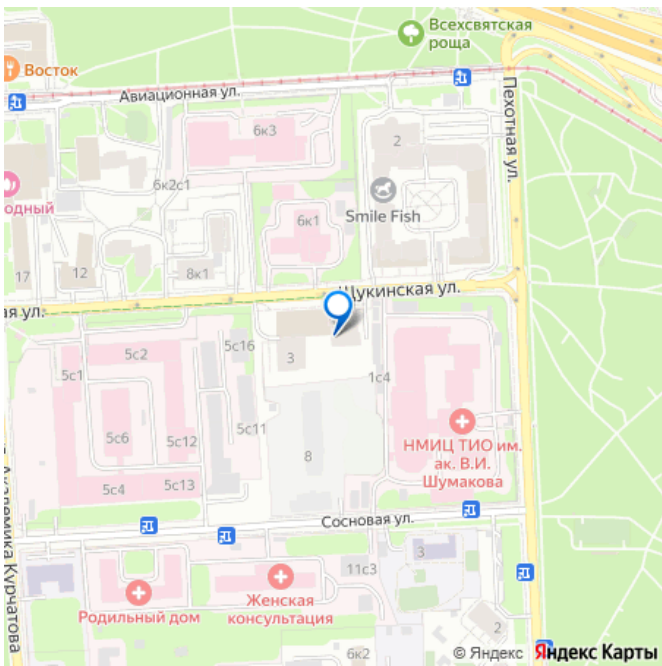 Всехсвятская
роща
Восток
Авиационная ул.
Пехотная ул.
6к3
2
6к2с1
одный
Smile Fish
6к1
17
12
8к1
Щукинская ул.
ая ул.
5с16
5с2
3
5с1
1с4
5с11
5с6
5с12
8
НМИЦ ТИО им.
ак. В.И.
Шумакова
5с4
5с13
Сосновая ул.
3
11с3
Академика Курчатова
Родильный дом
Женская
консультация
2
6к2
© Яндекс Яндекс Карты